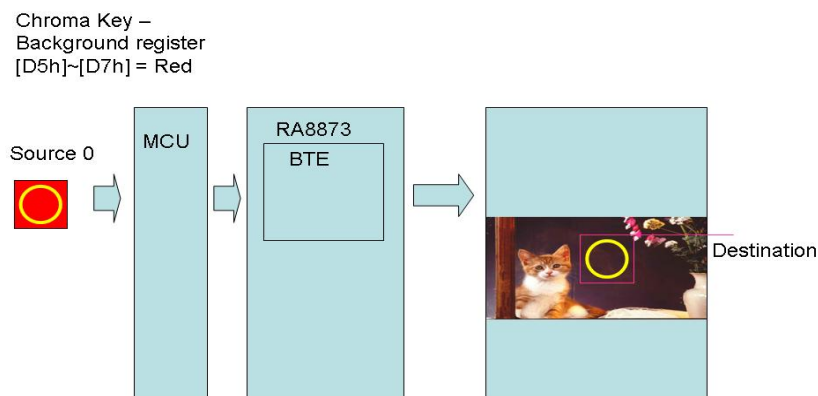 Chroma Key –
Background register
[D5h]~[D7h] = Red
Source 0
MCU
RA8873
BTE
Destination